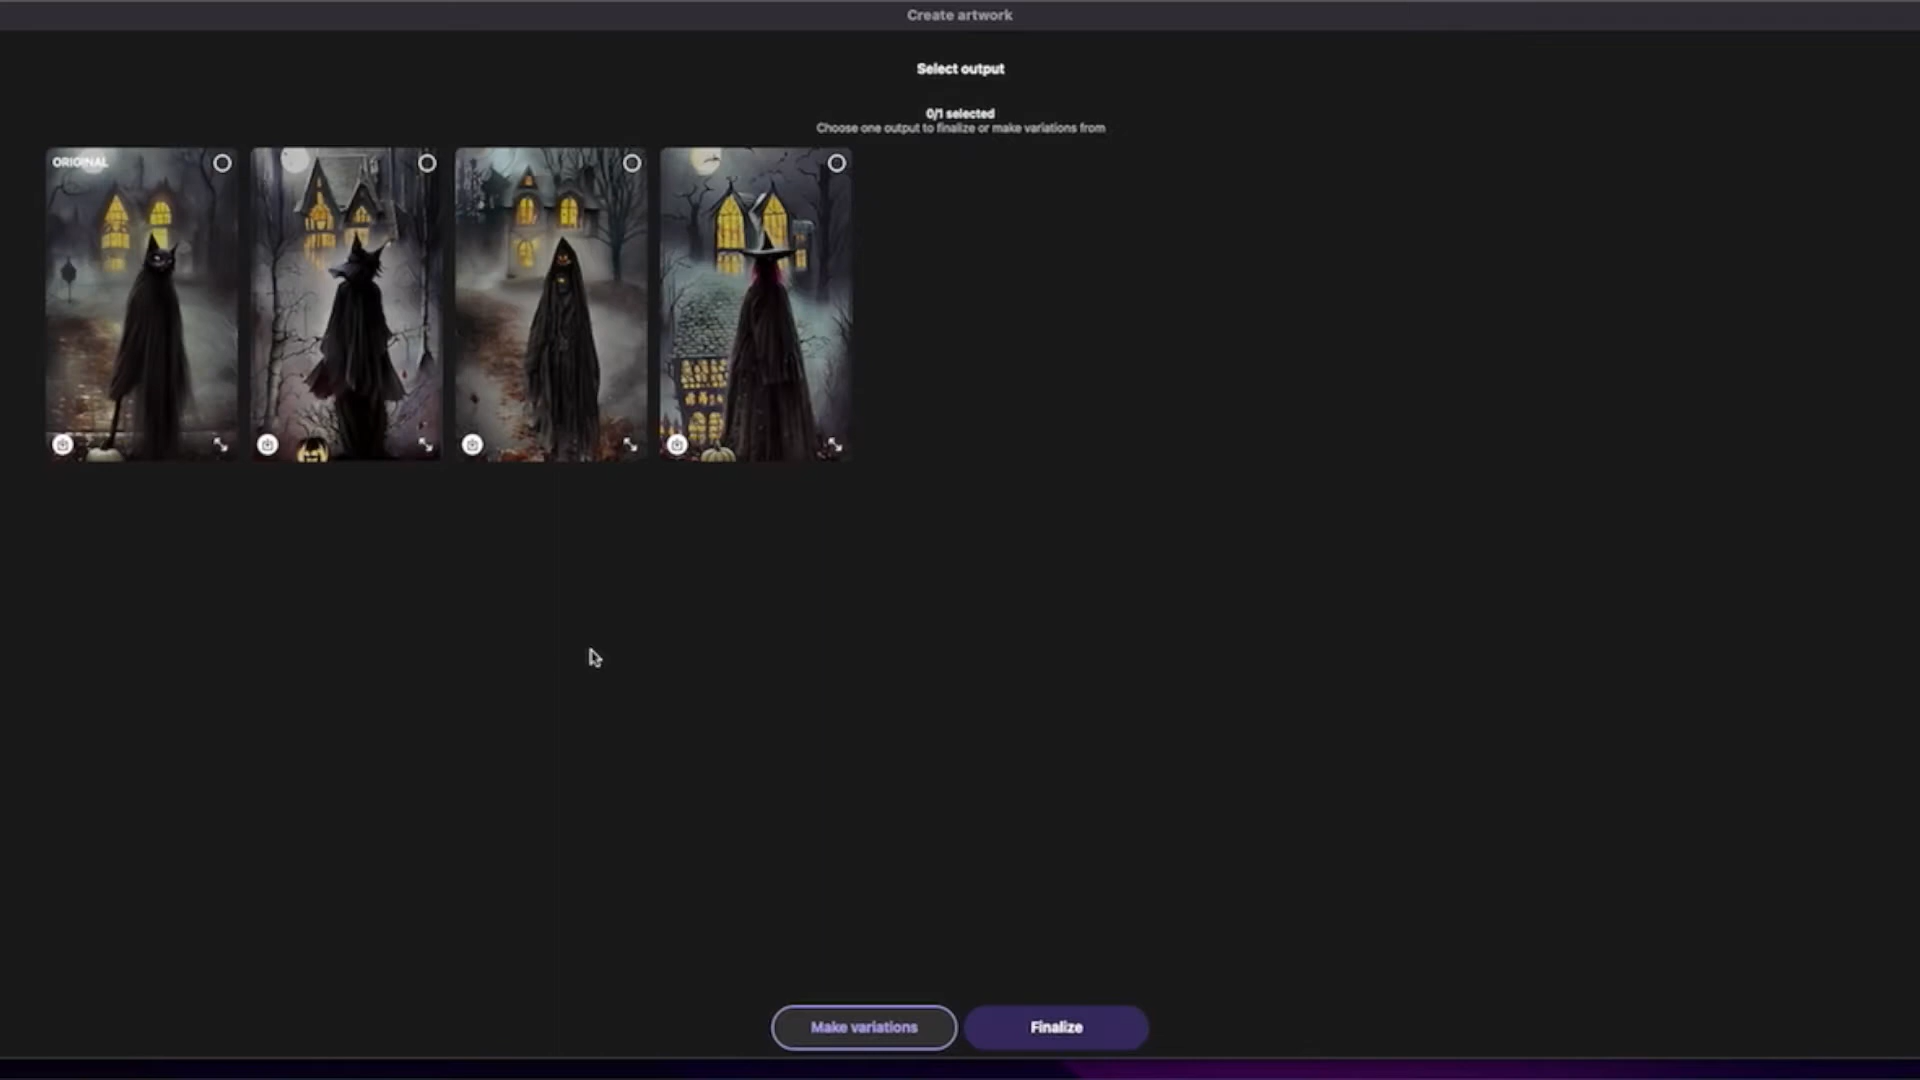 Create artwork
Select output
0/1 selected
Choose one output to finalize or make variations from
ORIGINAL
Make variations
Finalize